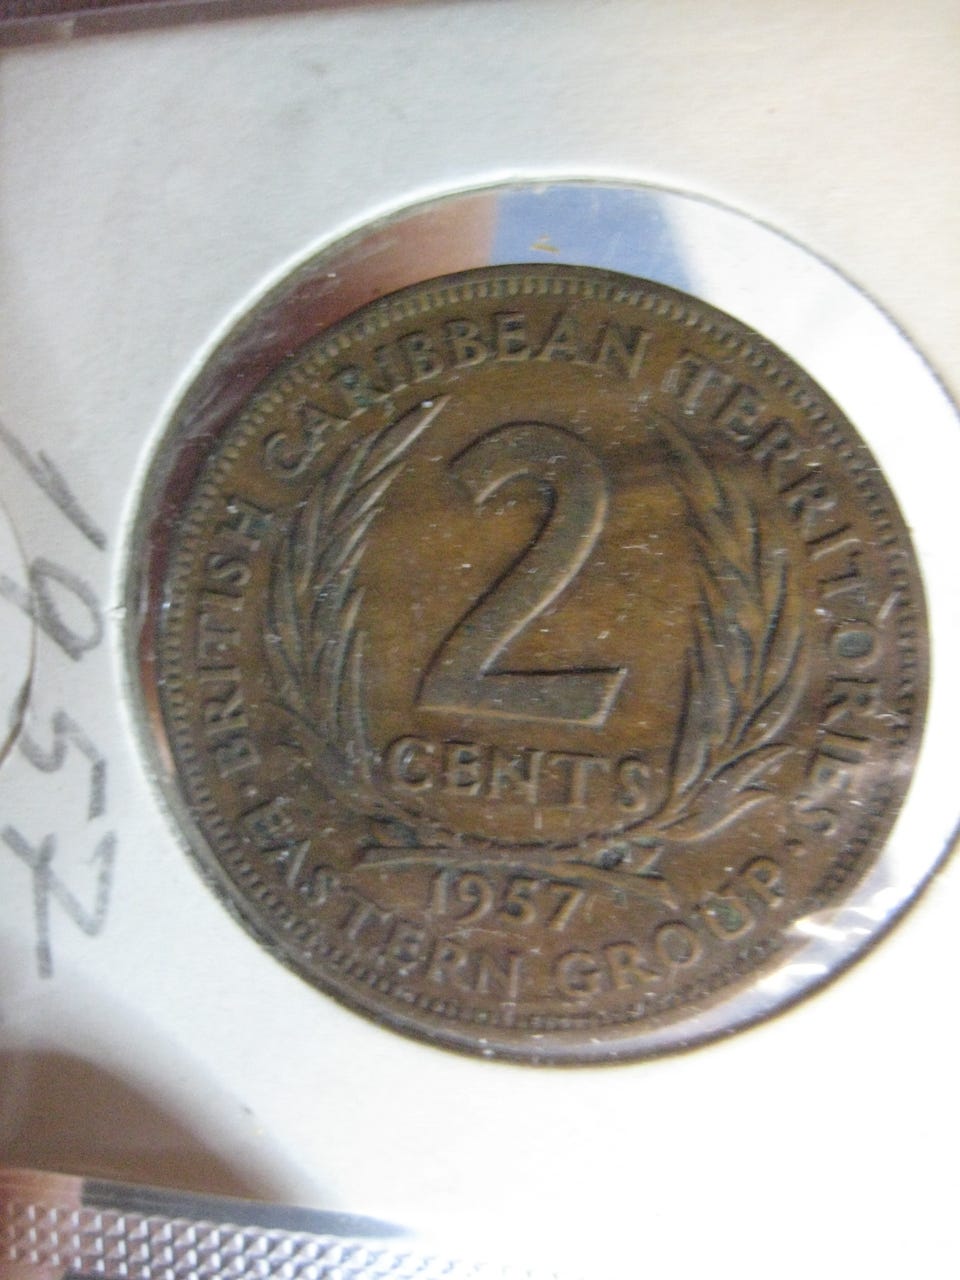 BRITISH CARIBBEAN TERRITORIES
2
CENTS
1957
EASTERN GROUP
1957